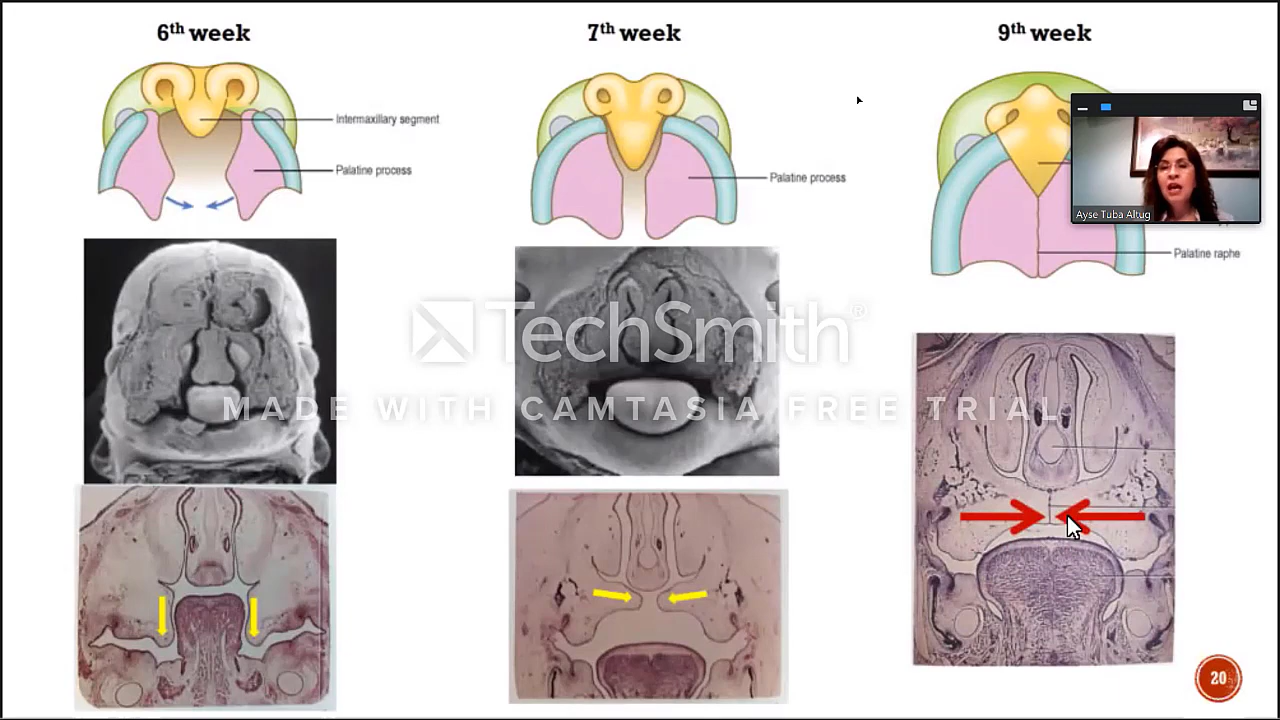 6th week
7th week
9th week
Intermaxillary segment
Palatine process
Palatine process
Ayse Tuba Altug
Palatine raphe
TechSmith®
MADE WITH CAMTASIA FREE TRIAL
20